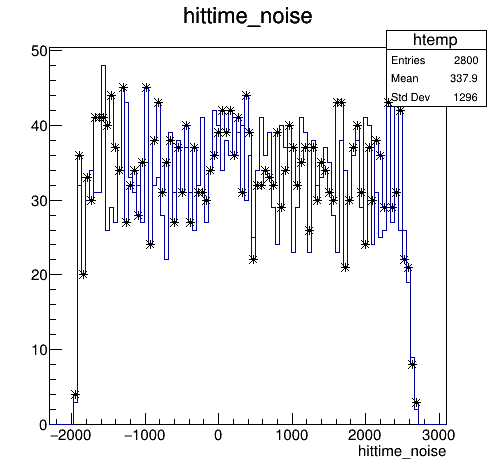 hittime_noise
htemp
Entries 2800
Mean 337.9
Std Dev 1296
50
40
30
20
10
0
−2000 −1000 0 1000 2000 3000
hittime_noise